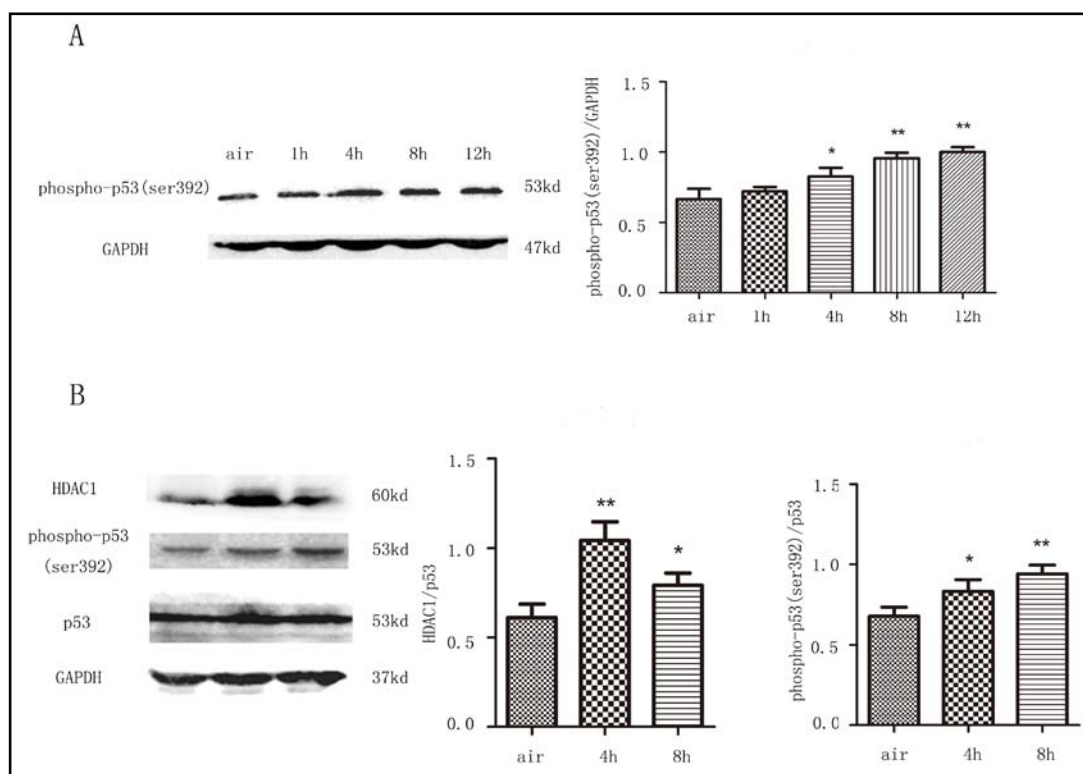 A
air 1h 4h 8h 12h
phospho-p53(ser392) 53kd
GAPDH 47kd
phospho-p53(ser392)/GAPDH
1.5
1.0
0.5
0.0
* ** **
air 1h 4h 8h 12h
B
HDAC1 60kd
phospho-p53
(ser392) 53kd
p53 53kd
GAPDH 37kd
HDAC1/p53
1.5
1.0
0.5
0.0
** *
air 4h 8h
phospho-p53(ser392)/p53
1.5
1.0
0.5
0.0
* **
air 4h 8h